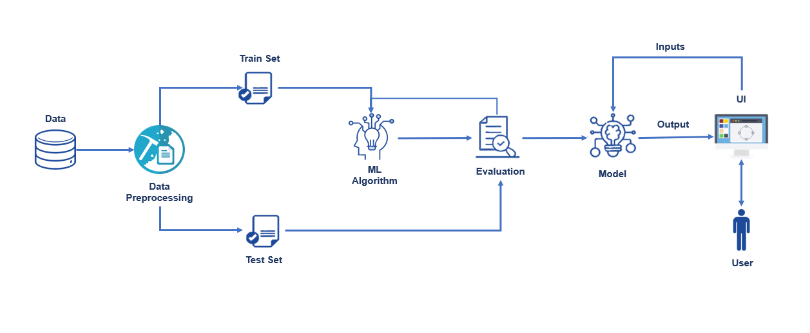 Train Set
Data
Data
Preprocessing
Test Set
ML
Algorithm
Evaluation
Model
Inputs
Output
UI
User